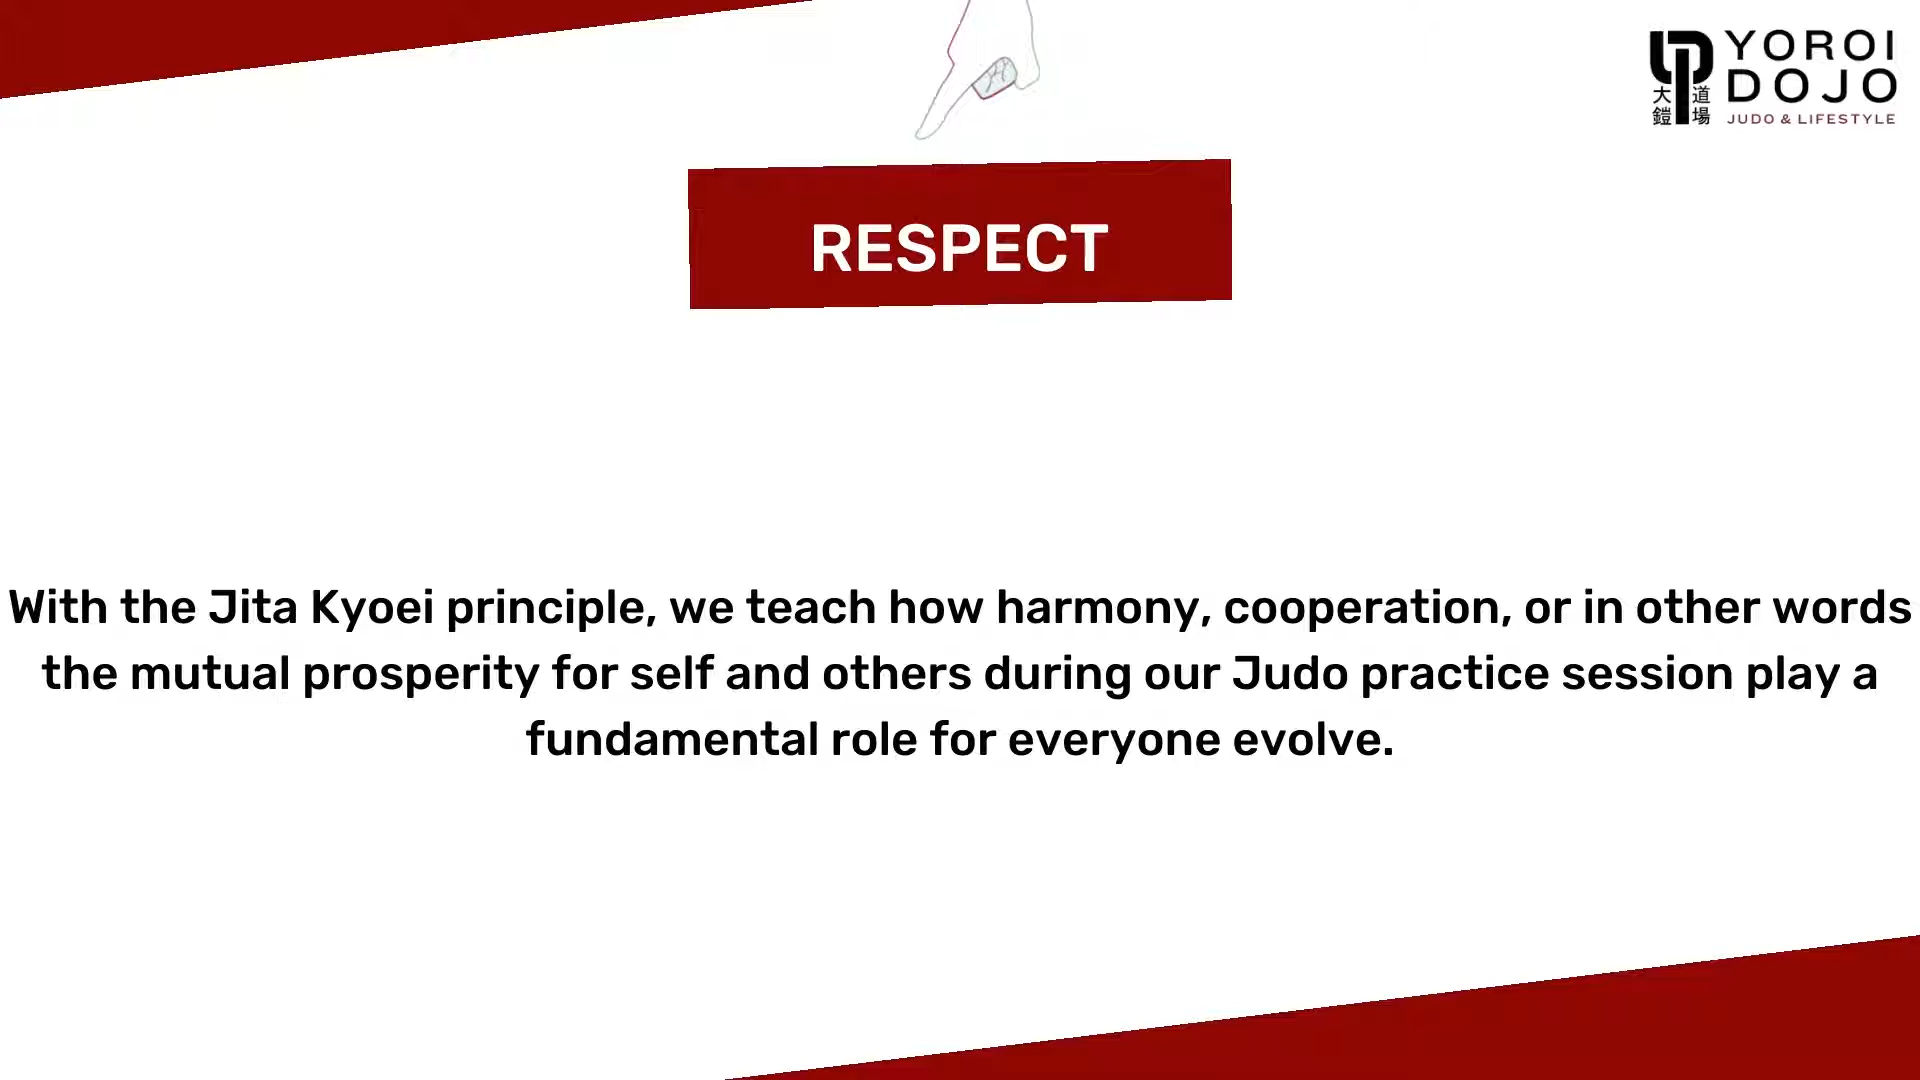 YOROI
DOJO
大 道
鎧 場
JUDO & LIFESTYLE
RESPECT
With the Jita Kyoei principle, we teach how harmony, cooperation, or in other words
the mutual prosperity for self and others during our Judo practice session play a
fundamental role for everyone evolve.